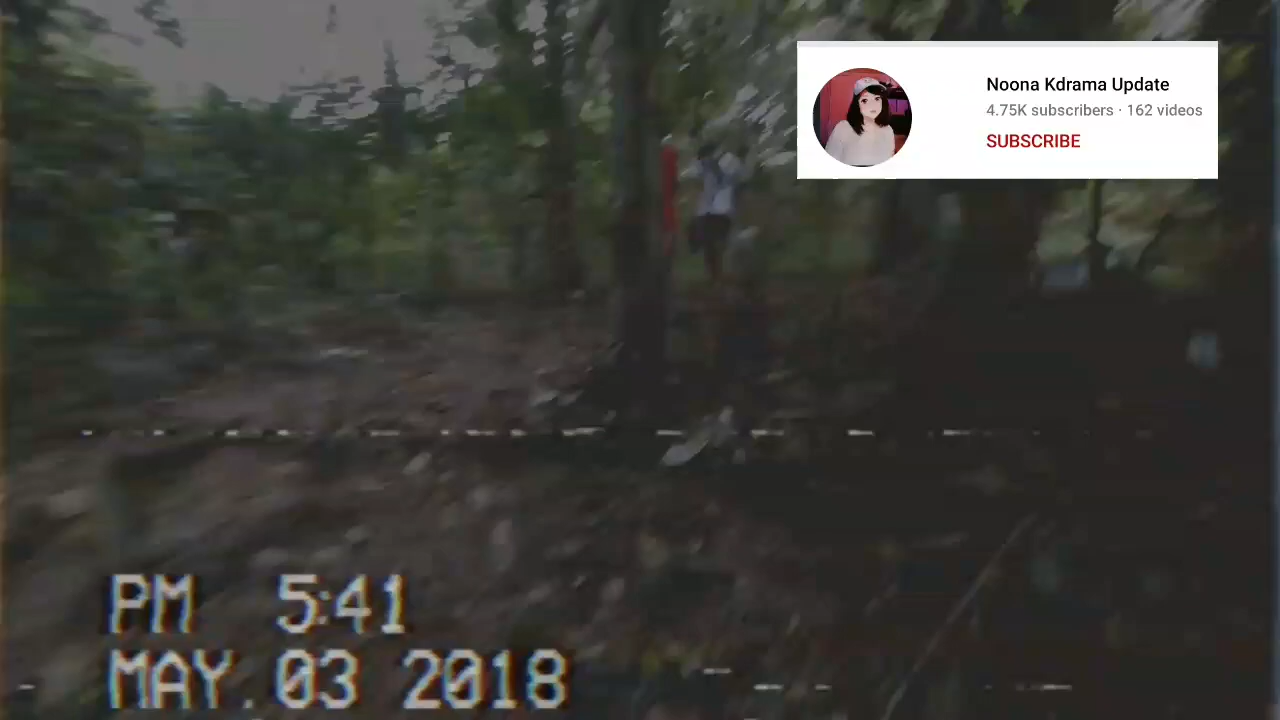 Noona Kdrama Update
4.75K subscribers · 162 videos
SUBSCRIBE
PM 5:41
MAY.03 2018